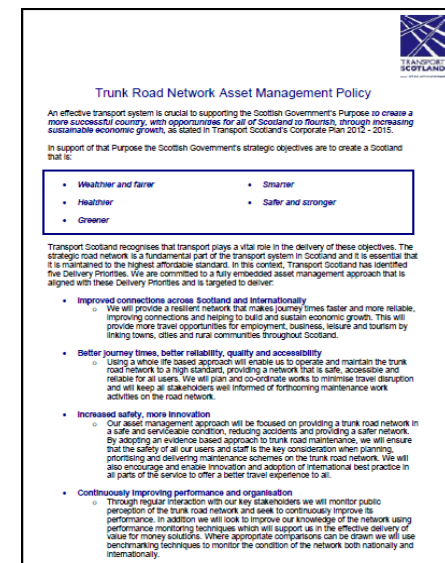 TRANSPORT
SCOTLAND
Trunk Road Network Asset Management Policy
An effective transport system is crucial to supporting the Scottish Government's Purpose to create a
more successful country, with opportunities for all of Scotland to flourish, through increasing
sustainable economic growth, as stated in Transport Scotland's Corporate Plan 2012 - 2015.
In support of that Purpose the Scottish Government's strategic objectives are to create a Scotland
that is:
• Wealthier and fairer
• Healthier
• Greener
• Smarter
• Safer and stronger
Transport Scotland recognises that transport plays a vital role in the delivery of these objectives. The
strategic road network is a fundamental part of the transport system in Scotland and it is essential that
it is maintained to the highest affordable standard. In this context, Transport Scotland has identified
five Delivery Priorities. We are committed to a fully embedded asset management approach that is
aligned with these Delivery Priorities and is targeted to deliver:
• Improved connections across Scotland and internationally
o We will provide a resilient network that makes journey times faster and more reliable,
improving connections and helping to build and sustain economic growth. This will
provide more travel opportunities for employment, business, leisure and tourism by
linking towns, cities and rural communities throughout Scotland.
• Better journey times, better reliability, quality and accessibility
o Using a whole life based approach will enable us to operate and maintain the trunk
road network to a high standard, providing a network that is safe, accessible and
reliable for all users. We will plan and co-ordinate works to minimise travel disruption
and will keep all stakeholders well informed of forthcoming maintenance work
activities on the road network.
• Increased safety, more innovation
o Our asset management approach will be focused on providing a trunk road network in
a safe and serviceable condition, reducing accidents and providing a safer network.
By adopting an evidence based approach to trunk road maintenance, we will ensure
that the safety of all our users and staff is the key consideration when planning,
prioritising and delivering maintenance schemes on the trunk road network. We will
also encourage and enable innovation and adoption of international best practice in
all parts of the service to offer a better travel experience to all.
• Continuously improving performance and organisation
o Through regular interaction with our key stakeholders we will monitor public
perception of the trunk road network and seek to continuously improve its
performance. In addition we will look to improve our knowledge of the network using
performance monitoring techniques which will support us in the effective delivery of
value for money solutions. Where appropriate comparisons can be drawn we will use
benchmarking techniques to monitor the condition of the network both nationally and
internationally.